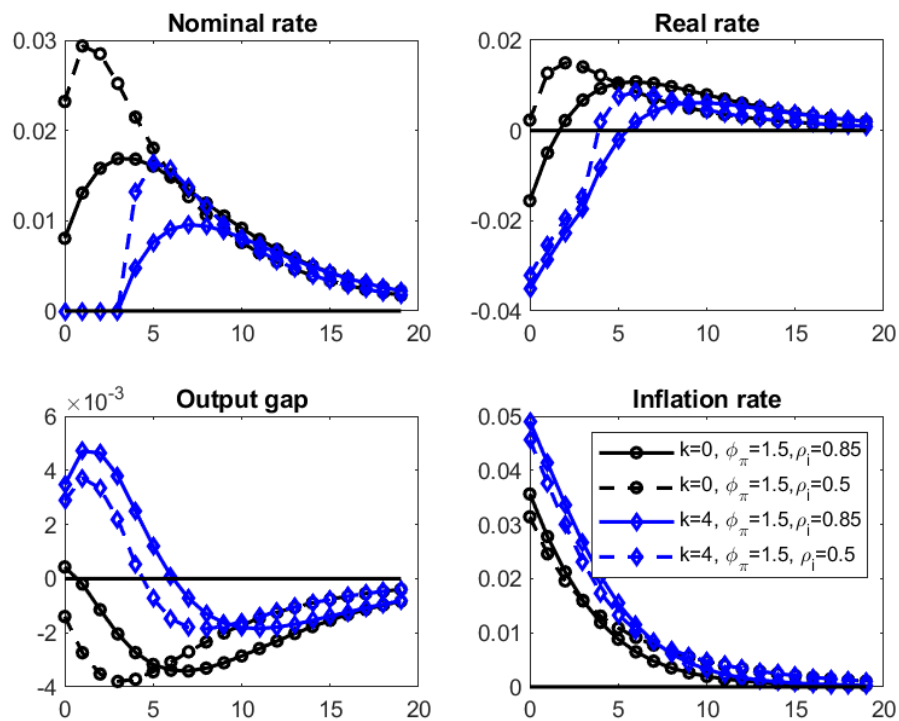 Nominal rate
0.03
0.02
0.01
0
0 5 10 15 20
Real rate
0.02
0
-0.02
-0.04
0 5 10 15 20
Output gap
×10⁻³
6
4
2
0
-2
-4
0 5 10 15 20
Inflation rate
0.05
0.04
0.03
0.02
0.01
0
0 5 10 15 20
k=0, ϕπ=1.5,ρi=0.85
k=0, ϕπ=1.5,ρi=0.5
k=4, ϕπ=1.5,ρi=0.85
k=4, ϕπ=1.5, ρi=0.5